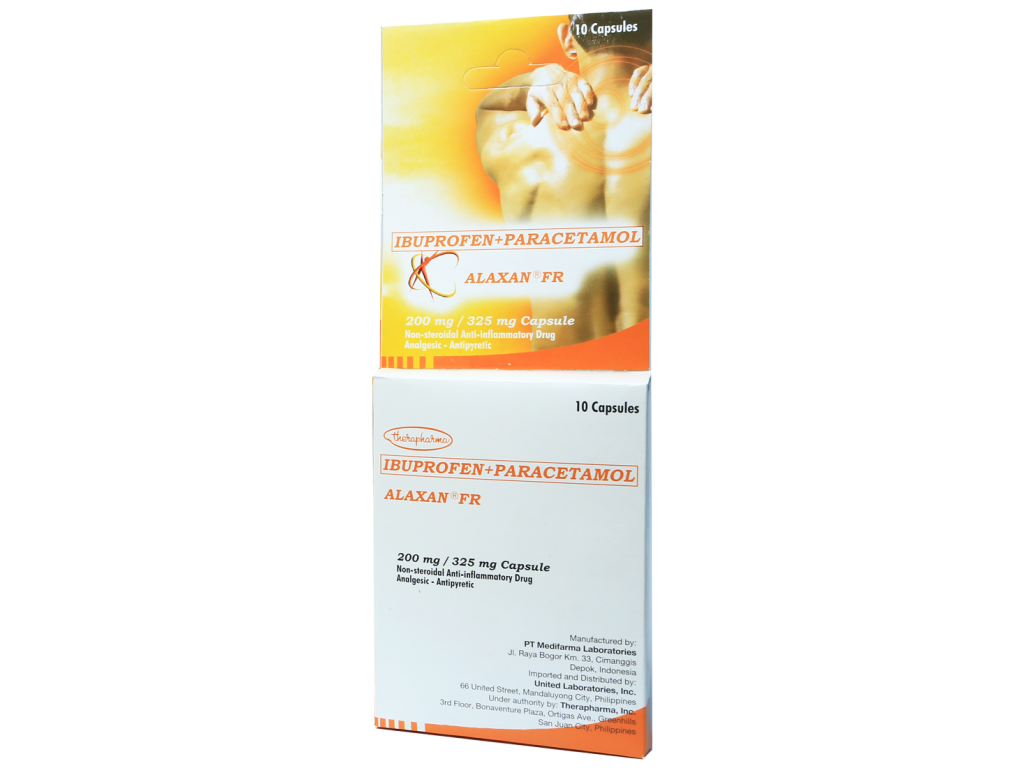 10 Capsules
IBUPROFEN+PARACETAMOL
ALAXAN®FR
200 mg / 325 mg Capsule
Non-steroidal Anti-inflammatory Drug
Analgesic - Antipyretic
10 Capsules
therapharma
IBUPROFEN+PARACETAMOL
ALAXAN®FR
200 mg / 325 mg Capsule
Non-steroidal Anti-inflammatory Drug
Analgesic - Antipyretic
Manufactured by:
PT Medifarma Laboratories
Jl. Raya Bogor Km. 33, Cimanggis
Depok, Indonesia
Imported and Distributed by:
United Laboratories, Inc.
66 United Street, Mandaluyong City, Philippines
Under authority by: Therapharma, Inc.
3rd Floor, Bonaventure Plaza, Ortigas Ave., Greenhills
San Juan City, Philippines